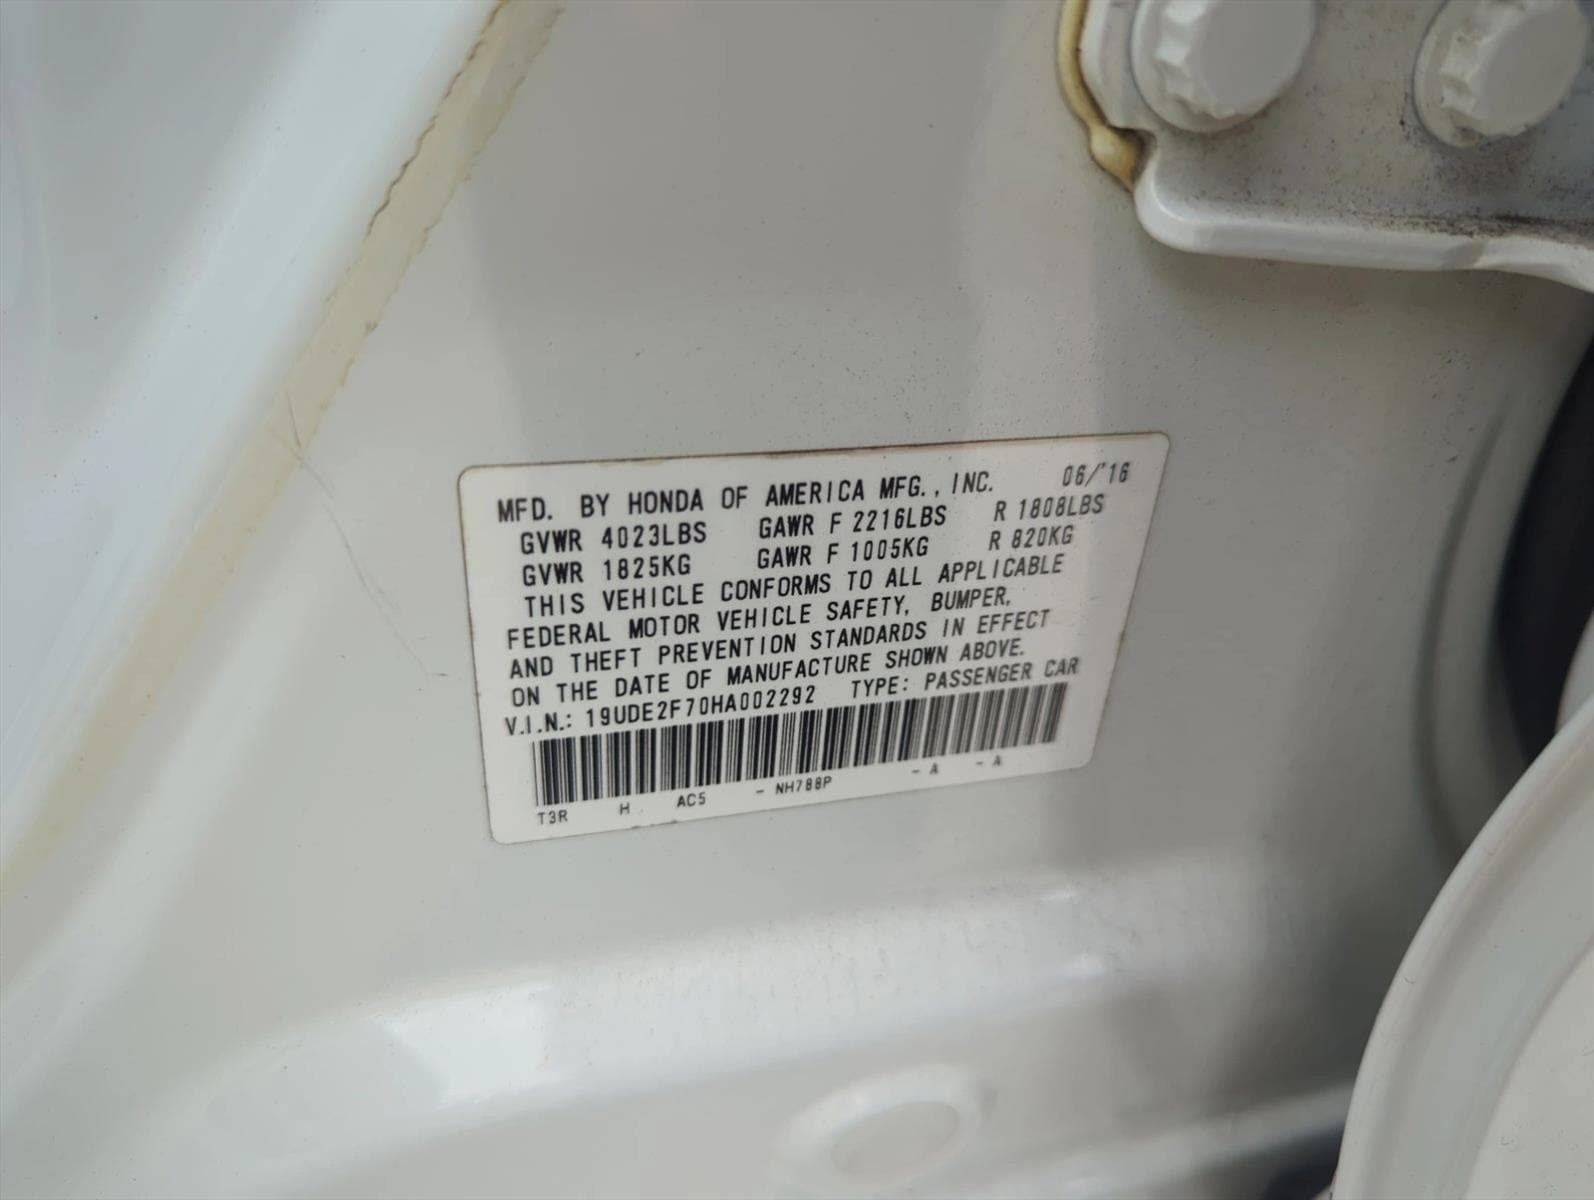 MFD. BY HONDA OF AMERICA MFG., INC. 06/'16
GVWR 4023LBS GAWR F 2216LBS R 1808LBS
GVWR 1825KG GAWR F 1005KG R 820KG
THIS VEHICLE CONFORMS TO ALL APPLICABLE
FEDERAL MOTOR VEHICLE SAFETY, BUMPER,
AND THEFT PREVENTION STANDARDS IN EFFECT
ON THE DATE OF MANUFACTURE SHOWN ABOVE.
V.I.N.: 19UDE2F70HA002292 TYPE: PASSENGER CAR
T3R H AC5 - NH788P - A - A